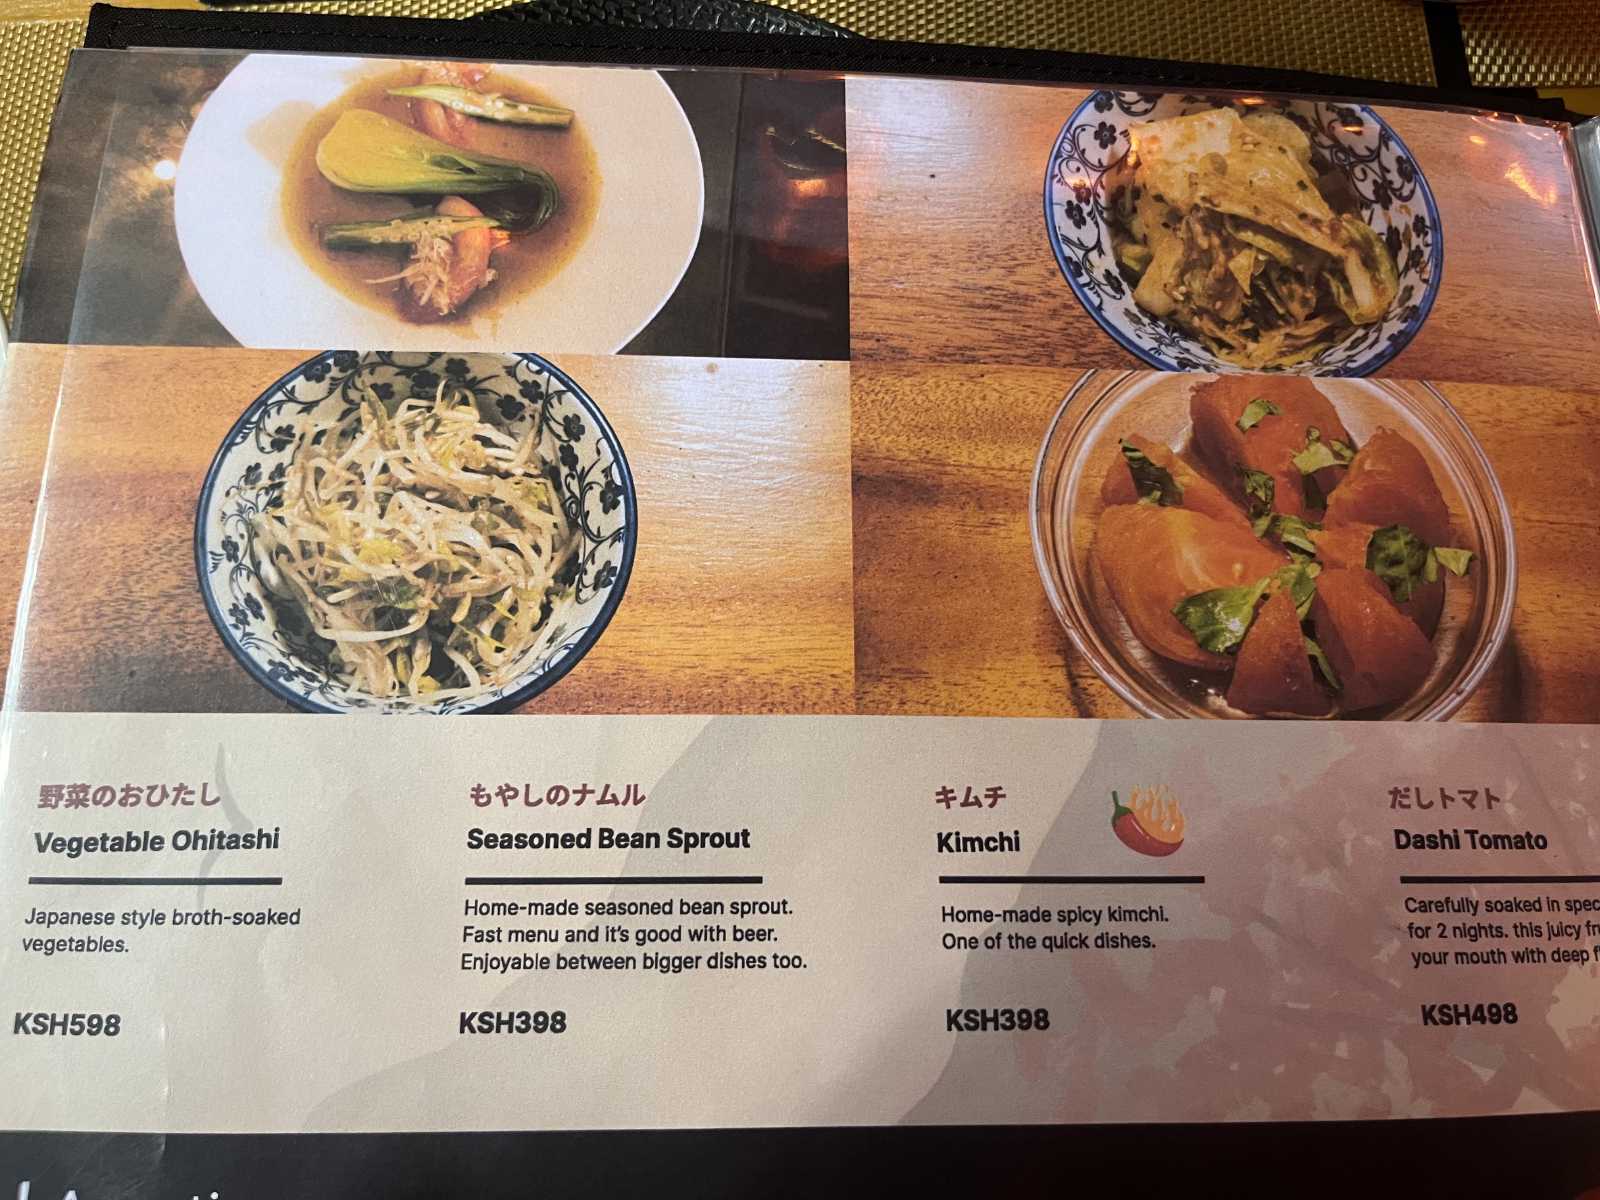 野菜のおひたし
Vegetable Ohitashi
Japanese style broth-soaked
vegetables.
KSH598
もやしのナムル
Seasoned Bean Sprout
Home-made seasoned bean sprout.
Fast menu and it's good with beer.
Enjoyable between bigger dishes too.
KSH398
キムチ
Kimchi
Home-made spicy kimchi.
One of the quick dishes.
KSH398
だしトマト
Dashi Tomato
Carefully soaked in
for 2 nights. this juicy
your mouth with deep
KSH498